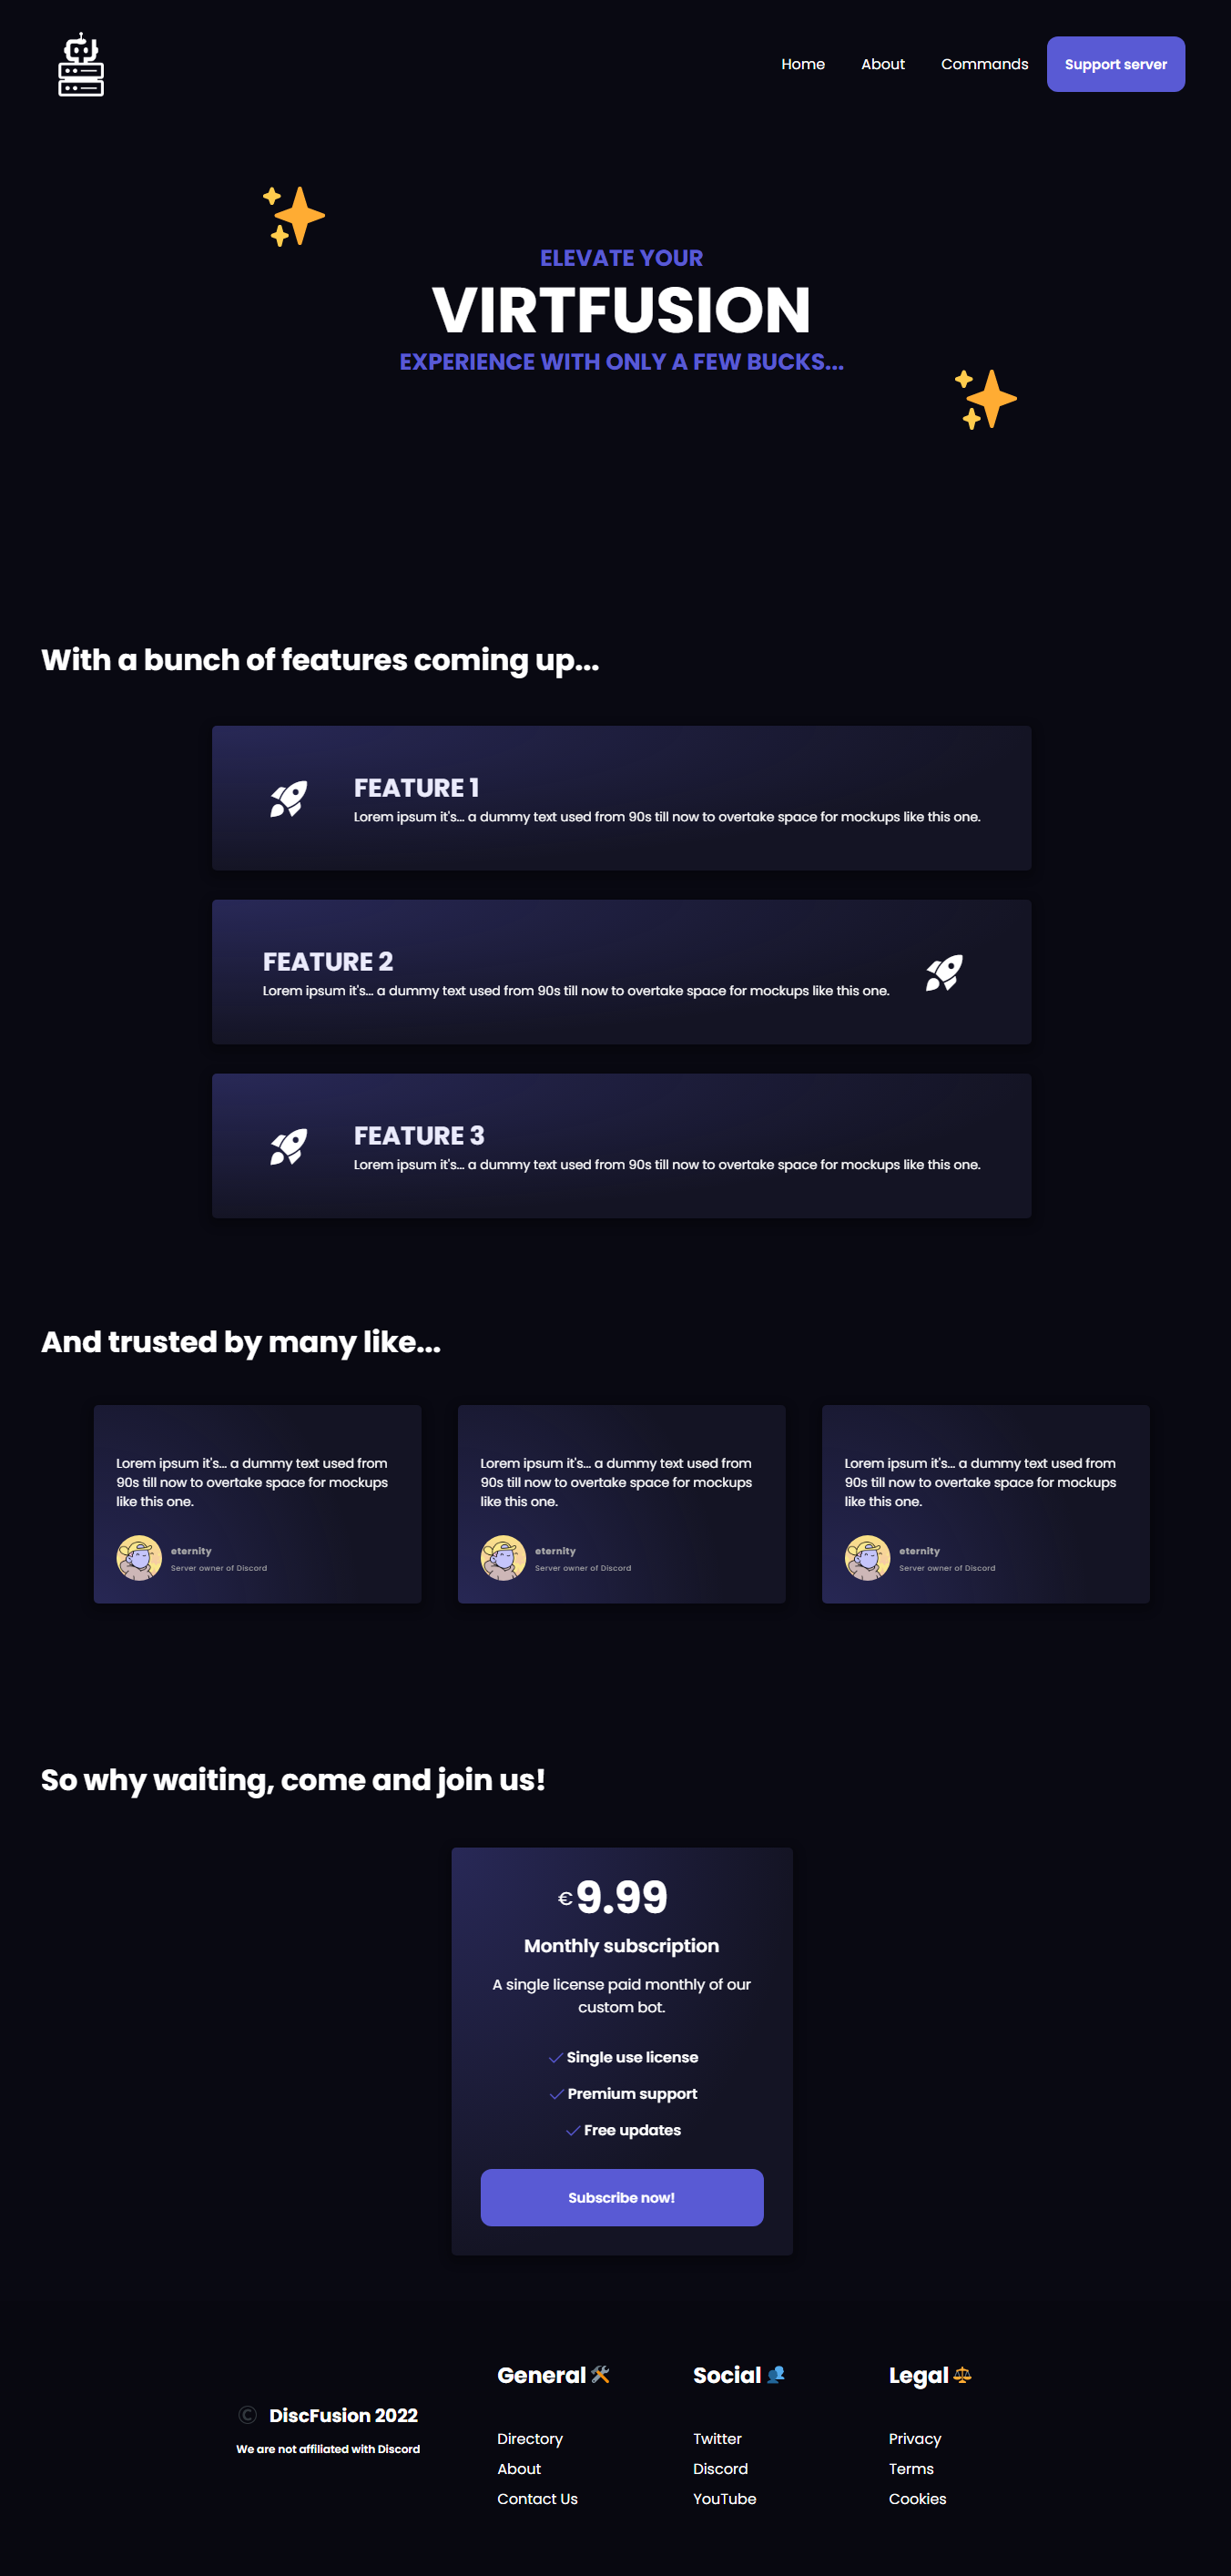 Home About Commands Support server
ELEVATE YOUR
VIRTFUSION
EXPERIENCE WITH ONLY A FEW BUCKS...
With a bunch of features coming up...
FEATURE 1
Lorem ipsum it's... a dummy text used from 90s till now to overtake space for mockups like this one.
FEATURE 2
Lorem ipsum it's... a dummy text used from 90s till now to overtake space for mockups like this one.
FEATURE 3
Lorem ipsum it's... a dummy text used from 90s till now to overtake space for mockups like this one.
And trusted by many like...
Lorem ipsum it's... a dummy text used from
90s till now to overtake space for mockups
like this one.
eternity
Server owner of Discord
Lorem ipsum it's... a dummy text used from
90s till now to overtake space for mockups
like this one.
eternity
Server owner of Discord
Lorem ipsum it's... a dummy text used from
90s till now to overtake space for mockups
like this one.
eternity
Server owner of Discord
So why waiting, come and join us!
€9.99
Monthly subscription
A single license paid monthly of our
custom bot.
Single use license
Premium support
Free updates
Subscribe now!
© DiscFusion 2022
We are not affiliated with Discord
General
Directory
About
Contact Us
Social
Twitter
Discord
YouTube
Legal
Privacy
Terms
Cookies